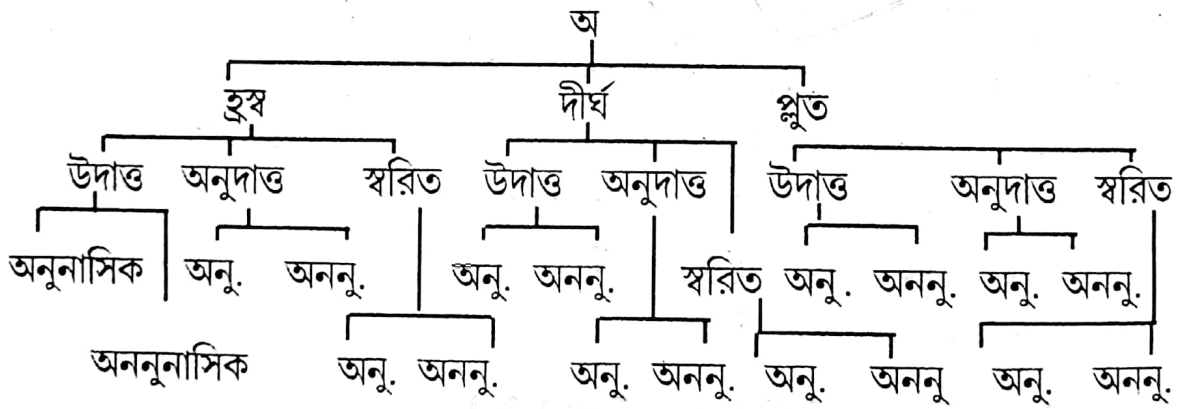 অ
হ্রস্ব দীর্ঘ প্লুত
উদাত্ত অনুদাত্ত স্বরিত উদাত্ত অনুদাত্ত উদাত্ত অনুদাত্ত স্বরিত
অনুনাসিক অনু. অননু. অনু. অননু. স্বরিত অনু. অননু. অনু. অননু.
অননুনাসিক অনু. অননু. অনু. অননু. অনু. অননু অনু. অননু.